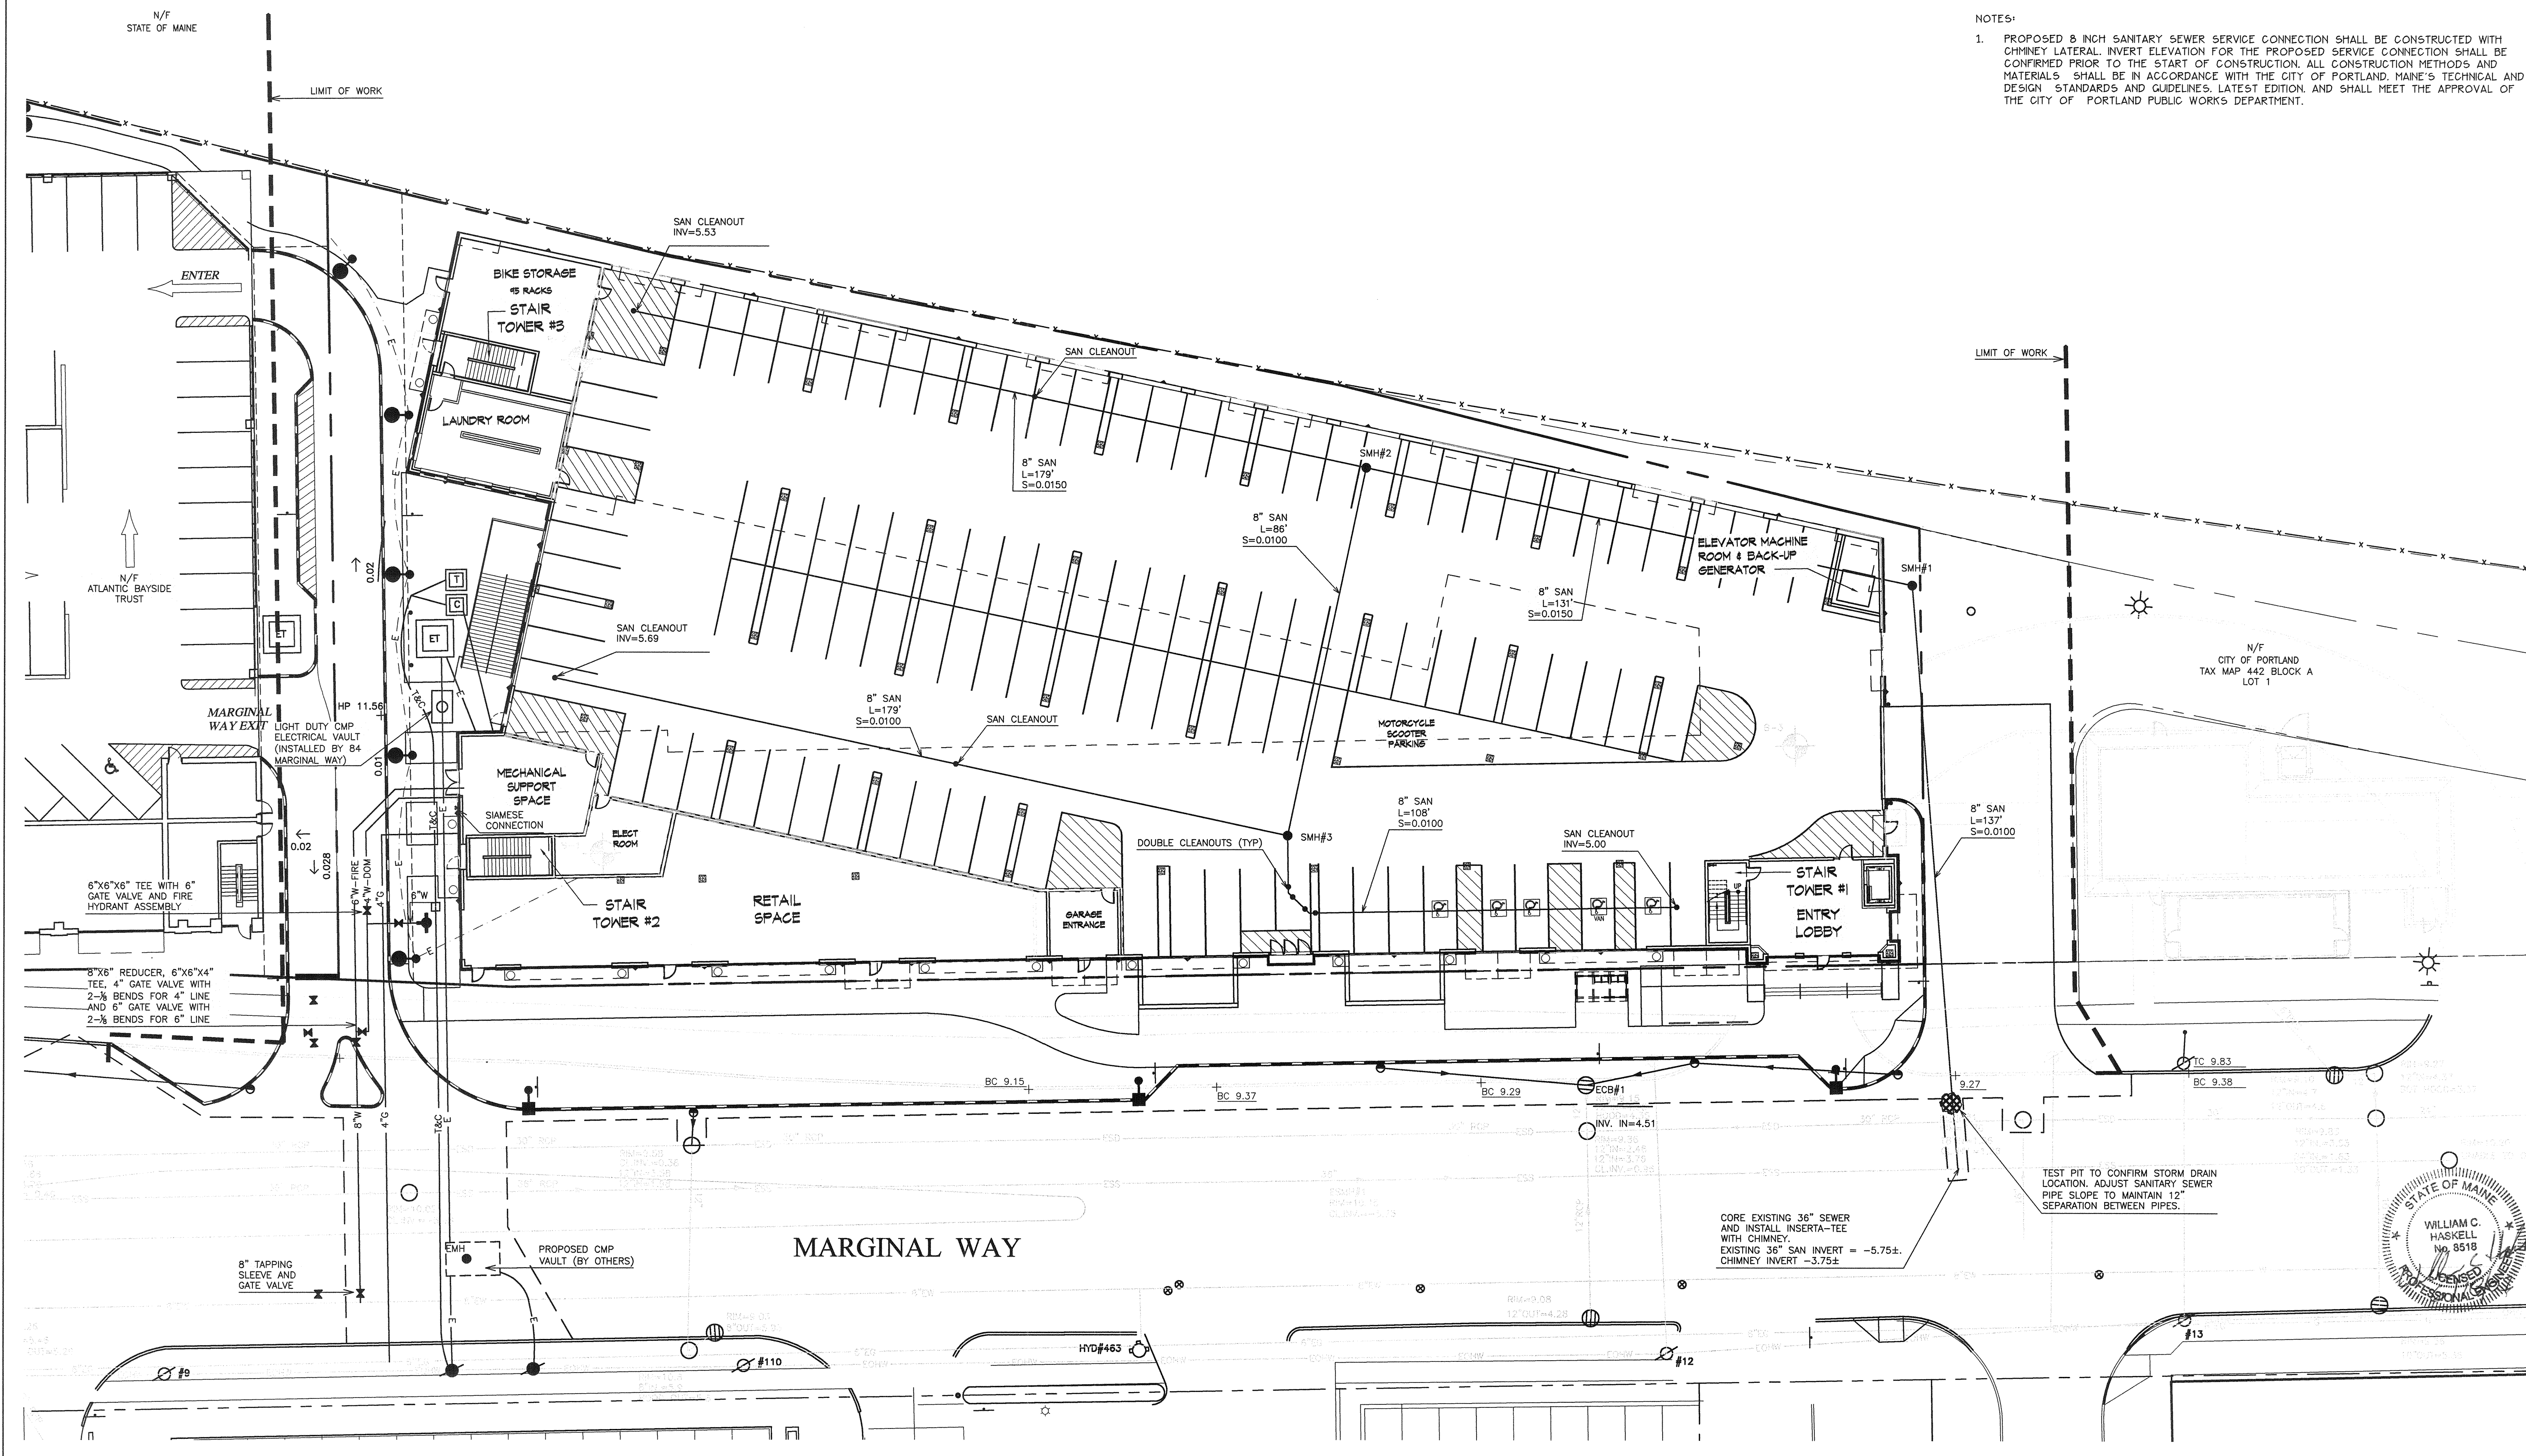 N/F
STATE OF MAINE
LIMIT OF WORK
NOTES:
1. PROPOSED 8 INCH SANITARY SEWER SERVICE CONNECTION SHALL BE CONSTRUCTED WITH
CHMINEY LATERAL. INVERT ELEVATION FOR THE PROPOSED SERVICE CONNECTION SHALL BE
CONFIRMED PRIOR TO THE START OF CONSTRUCTION. ALL CONSTRUCTION METHODS AND
MATERIALS SHALL BE IN ACCORDANCE WITH THE CITY OF PORTLAND, MAINE'S TECHNICAL AND
DESIGN STANDARDS AND GUIDELINES, LATEST EDITION, AND SHALL MEET THE APPROVAL OF
THE CITY OF PORTLAND PUBLIC WORKS DEPARTMENT.
SAN CLEANOUT
INV=5.53
ENTER
BIKE STORAGE
95 RACKS
STAIR
TOWER #3
SAN CLEANOUT
LIMIT OF WORK
LAUNDRY ROOM
8" SAN
L=179'
S=0.0150
SMH#2
8" SAN
L=86'
S=0.0100
ELEVATOR MACHINE
ROOM & BACK-UP
GENERATOR
SMH#1
8" SAN
L=131'
S=0.0150
N/F
ATLANTIC BAYSIDE
TRUST
0.02
T
C
ET
ET
SAN CLEANOUT
INV=5.69
N/F
CITY OF PORTLAND
TAX MAP 442 BLOCK A
LOT 1
MARGINAL
WAY EXIT
HP 11.56
T&C
E
LIGHT DUTY CMP
ELECTRICAL VAULT
(INSTALLED BY 84
MARGINAL WAY)
0.01
8" SAN
L=179'
S=0.0100
SAN CLEANOUT
MOTORCYCLE
SCOOTER
PARKING
B-3
MECHANICAL
SUPPORT
SPACE
SIAMESE
CONNECTION
ELECT
ROOM
8" SAN
L=108'
S=0.0100
8" SAN
L=137'
S=0.0100
SMH#3
DOUBLE CLEANOUTS (TYP)
SAN CLEANOUT
INV=5.00
0.02
0.028
6"W-FIRE
4"W-DOM
4"G
T&C
E
6"W
6"X6"X6" TEE WITH 6"
GATE VALVE AND FIRE
HYDRANT ASSEMBLY
STAIR
TOWER #2
RETAIL
SPACE
GARAGE
ENTRANCE
VAN
UP
STAIR
TOWER #1
ENTRY
LOBBY
8"X6" REDUCER, 6"X6"X4"
TEE, 4" GATE VALVE WITH
2-⅛ BENDS FOR 4" LINE
AND 6" GATE VALVE WITH
2-⅛ BENDS FOR 6" LINE
BC 9.15
BC 9.37
BC 9.29
ECB#1
INV. IN=4.51
9.27
TC 9.83
BC 9.38
8"W
4"G
T&C
E
TEST PIT TO CONFIRM STORM DRAIN
LOCATION. ADJUST SANITARY SEWER
PIPE SLOPE TO MAINTAIN 12"
SEPARATION BETWEEN PIPES.
CORE EXISTING 36" SEWER
AND INSTALL INSERTA-TEE
WITH CHIMNEY.
EXISTING 36" SAN INVERT = -5.75±.
CHIMNEY INVERT -3.75±
STATE OF MAINE
WILLIAM C.
HASKELL
No. 8518
LICENSED
PROFESSIONAL ENGINEER
MARGINAL WAY
EMH
PROPOSED CMP
VAULT (BY OTHERS)
8" TAPPING
SLEEVE AND
GATE VALVE
RIM=9.08
12"OUT=4.28
#9
#110
HYD#463
#12
#13